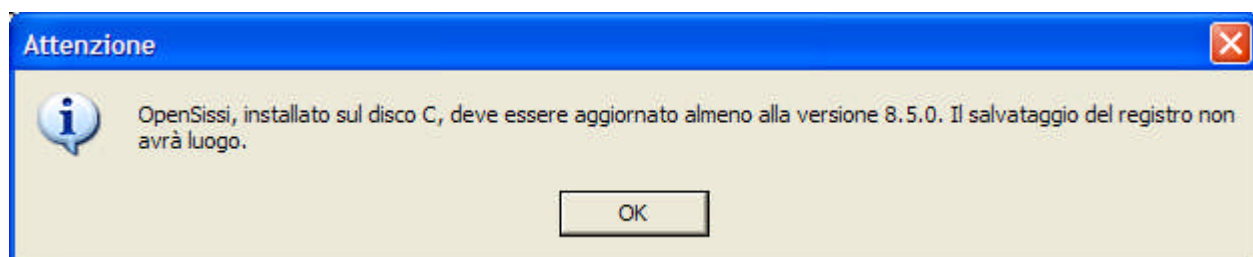 Attenzione
OpenSissi, installato sul disco C, deve essere aggiornato almeno alla versione 8.5.0. Il salvataggio del registro non
avrà luogo.
OK